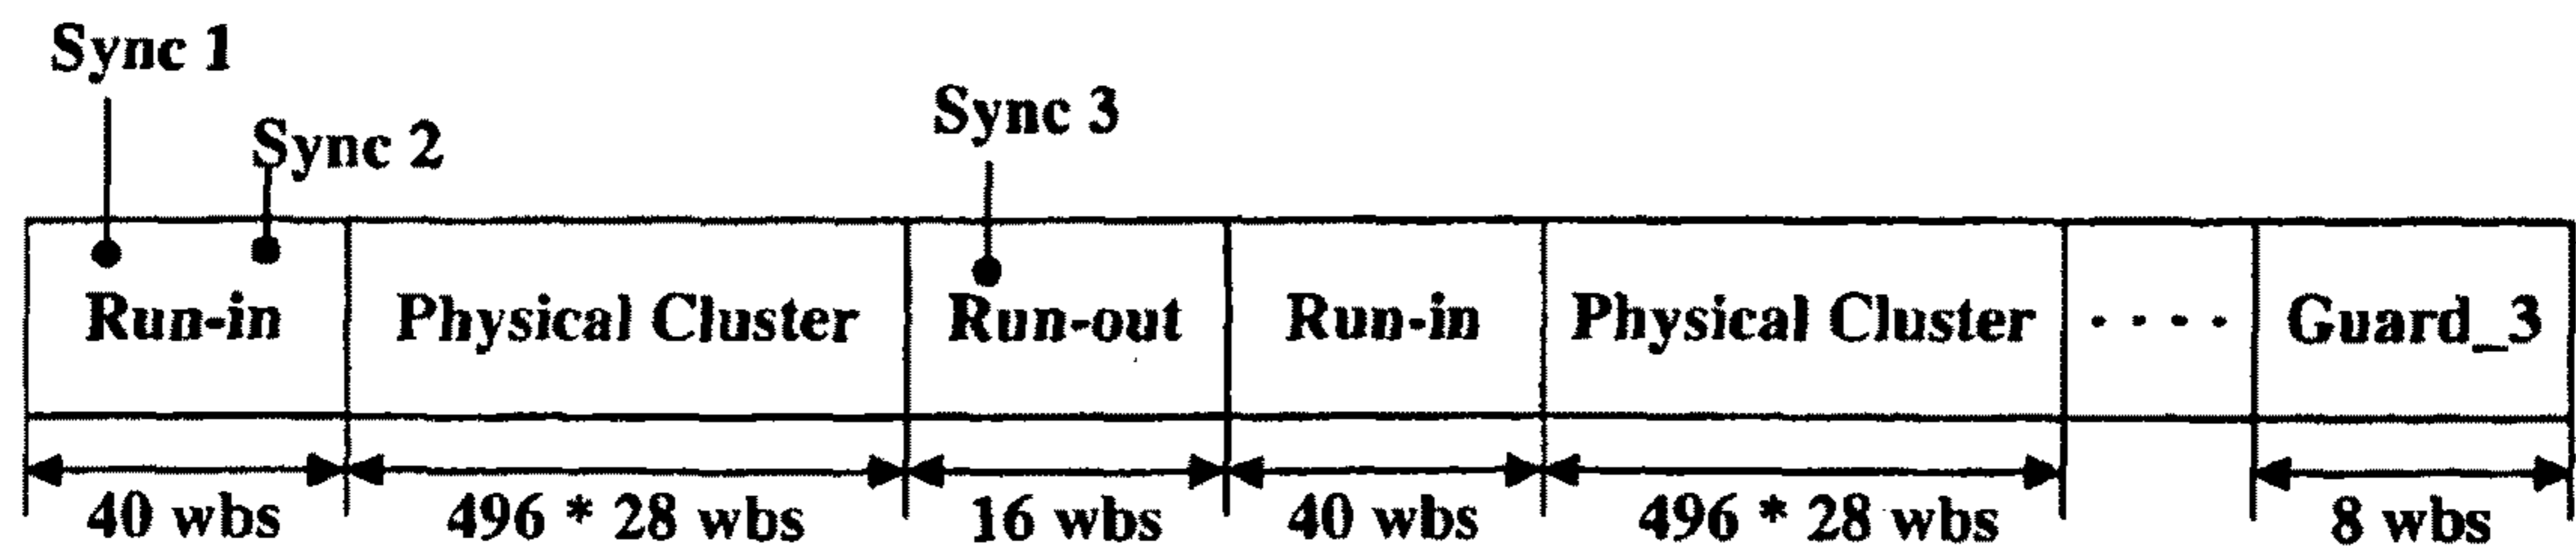 Sync 1
Sync 2
Sync 3
Run-in Physical Cluster Run-out Run-in Physical Cluster . . . . Guard_3
40 wbs 496 * 28 wbs 16 wbs 40 wbs 496 * 28 wbs 8 wbs